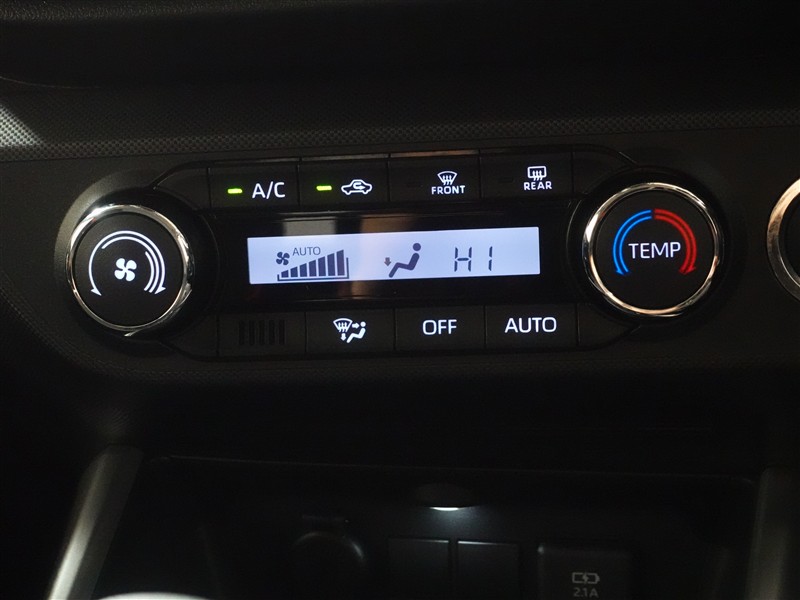 A/C
FRONT
REAR
AUTO
HI
TEMP
OFF
AUTO
2.1A